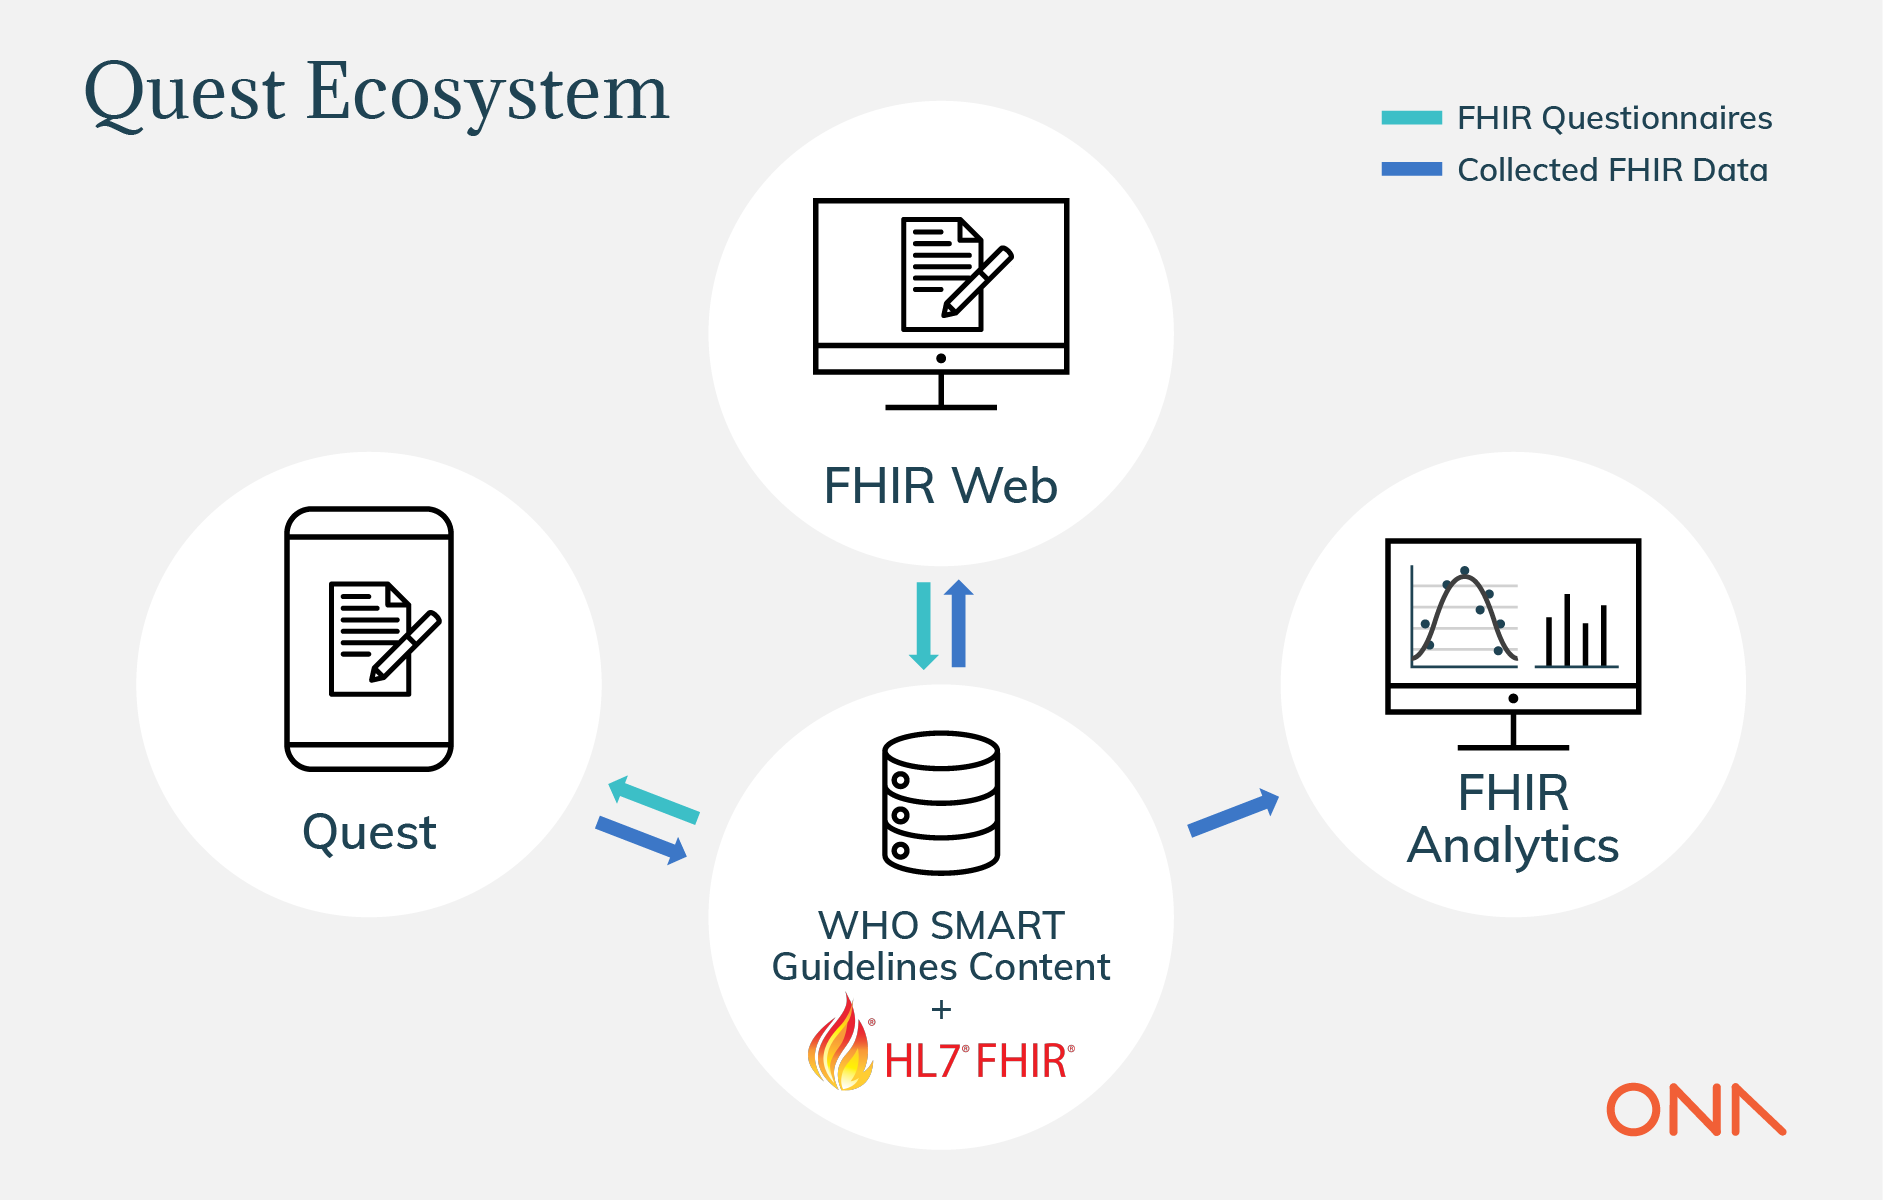 Quest Ecosystem
FHIR Questionnaires
Collected FHIR Data
FHIR Web
Quest
FHIR
Analytics
WHO SMART
Guidelines Content
+
® HL7® FHIR®
ONA